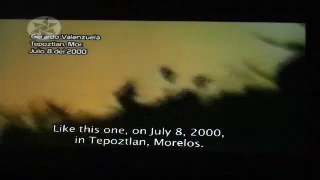 Gerardo Valenzuela
Tepoztlan, Mor.
Julio 8 del 2000
Like this one, on July 8, 2000,
in Tepoztlan, Morelos.